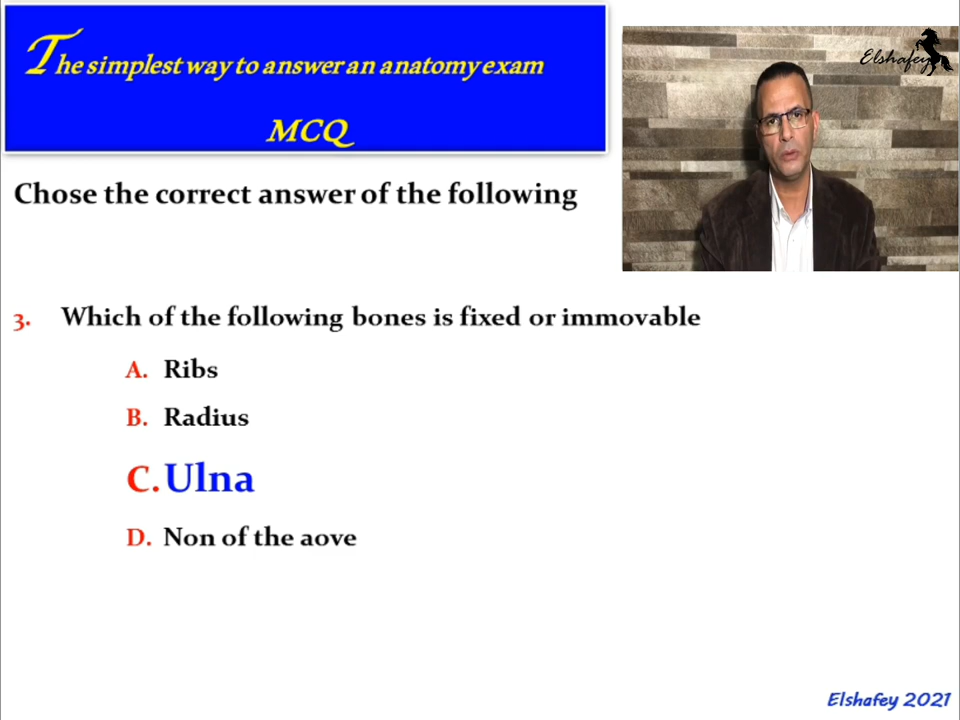 The simplest way to answer an anatomy exam
MCQ
Elshafey
Chose the correct answer of the following
3. Which of the following bones is fixed or immovable
A. Ribs
B. Radius
C. Ulna
D. Non of the aove
Elshafey 2021